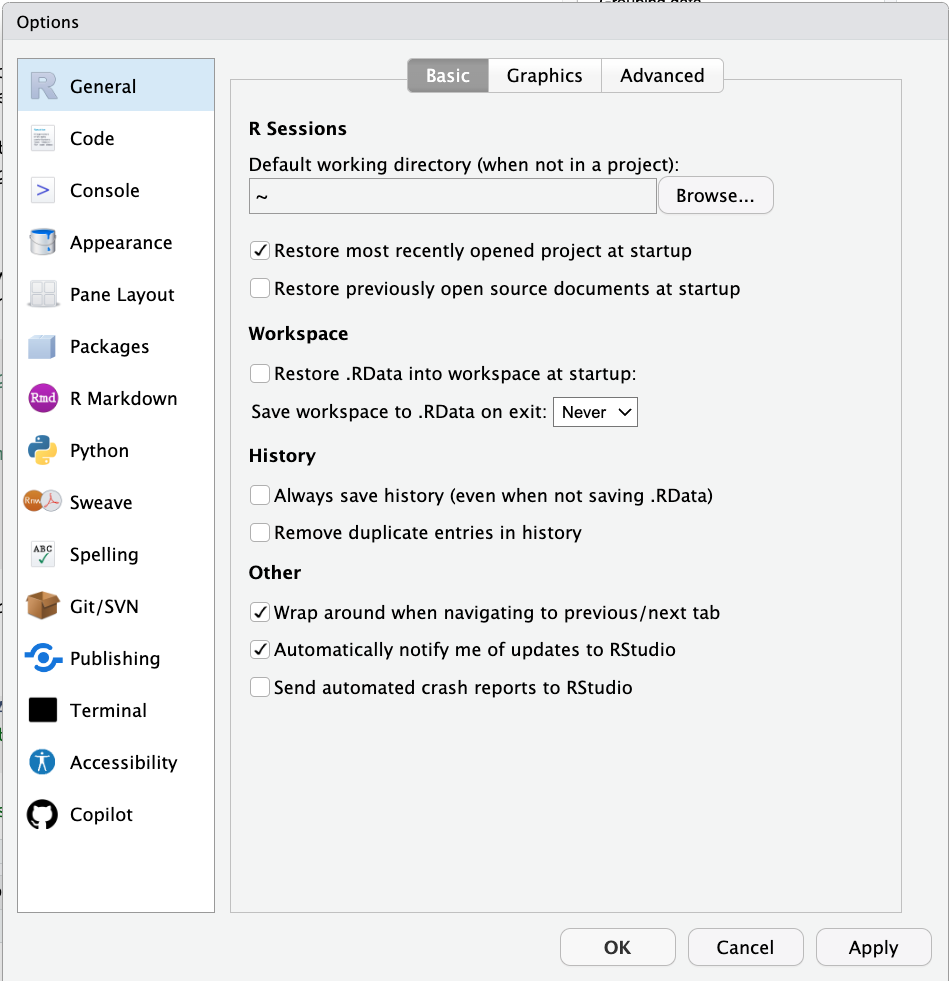 Options
General
Code
Console
Appearance
Pane Layout
Packages
Rmd R Markdown
Python
Rnw Sweave
ABC Spelling
Git/SVN
Publishing
Terminal
Accessibility
Copilot
Basic Graphics Advanced
R Sessions
Default working directory (when not in a project):
~ Browse...
Restore most recently opened project at startup
Restore previously open source documents at startup
Workspace
Restore .RData into workspace at startup:
Save workspace to .RData on exit: Never
History
Always save history (even when not saving .RData)
Remove duplicate entries in history
Other
Wrap around when navigating to previous/next tab
Automatically notify me of updates to RStudio
Send automated crash reports to RStudio
OK Cancel Apply